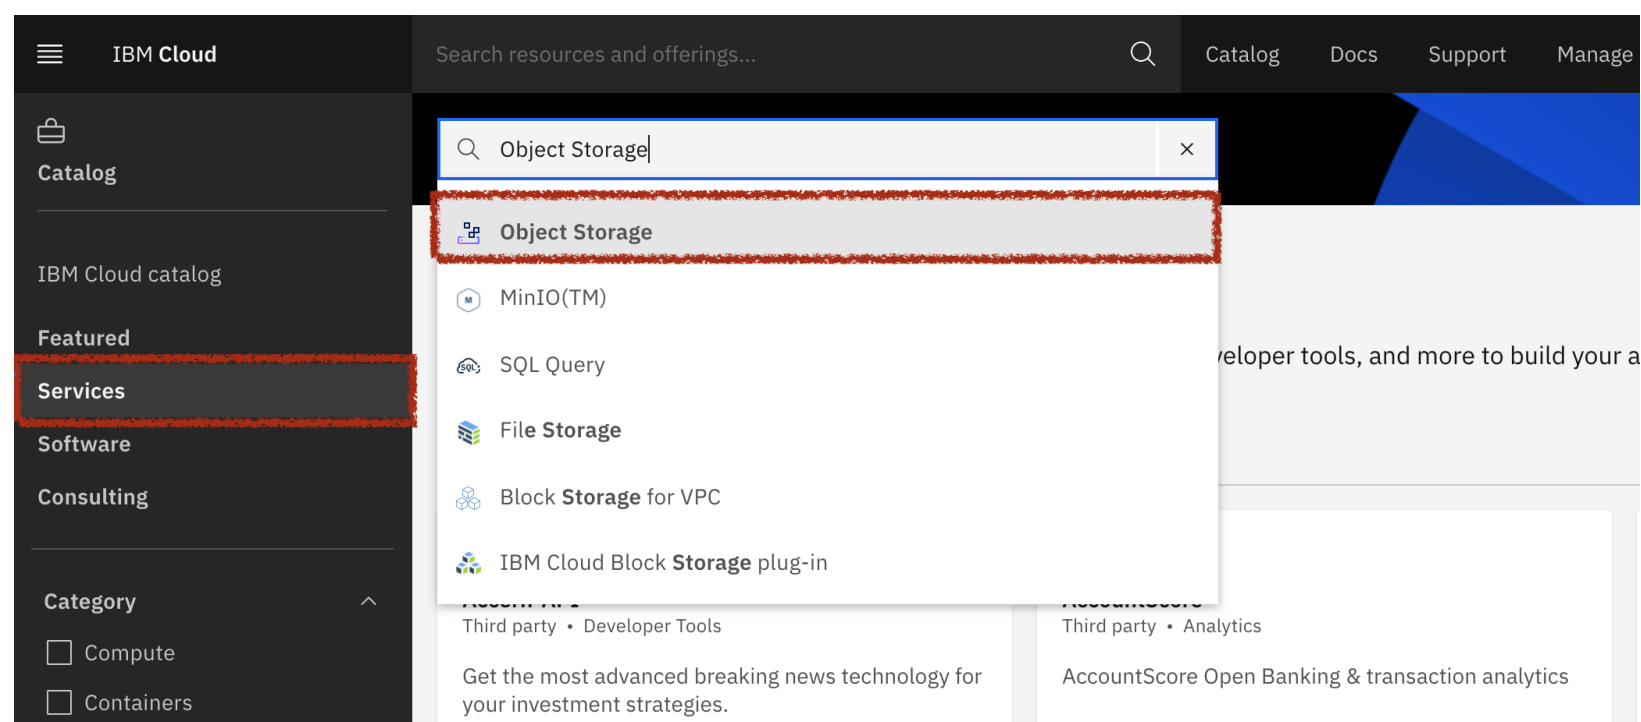 IBM Cloud
Search resources and offerings...
Catalog
Docs
Support
Manage
Catalog
IBM Cloud catalog
Featured
Services
Software
Consulting
Category
Compute
Containers
Object Storage
Object Storage
MinIO(TM)
SQL Query
File Storage
Block Storage for VPC
IBM Cloud Block Storage plug-in
veloper tools, and more to build your a
Third party • Developer Tools
Get the most advanced breaking news technology for
your investment strategies.
AccountScore
Third party • Analytics
AccountScore Open Banking & transaction analytics